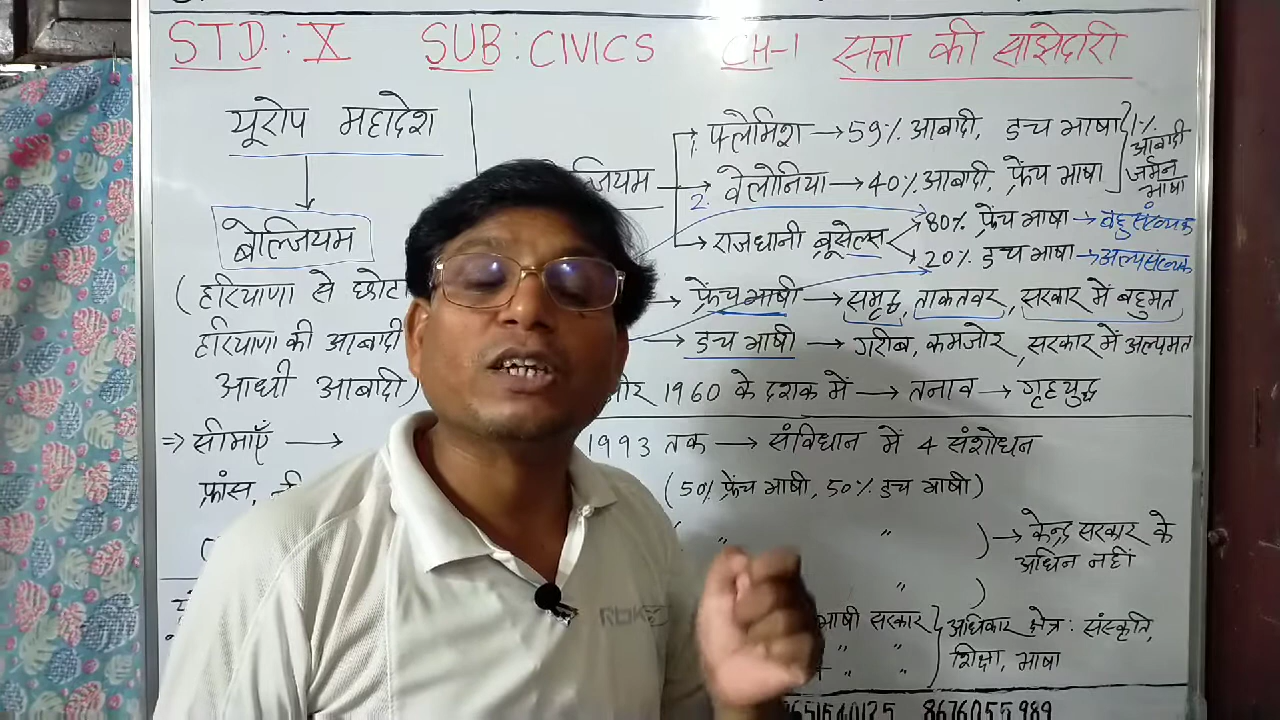 STD.: X SUB: CIVICS CH-1 सत्ता की साझेदारी
यूरोप महादेश
बेल्जियम
(हरियाणा से छोटा
हरियाणा की आबादी
आधी आबादी)
⇒ सीमाएँ →
फ्रांस,
1. फ्लेमिश → 59% आबादी, डच भाषा
2. वेलोनिया → 40% आबादी, फ्रेंच भाषा
1% आबादी जर्मन भाषा
→ राजधानी ब्रूसेल्स
80% फ्रेंच भाषा → बहुसंख्यक
20% डच भाषा → अल्पसंख्यक
→ फ्रेंच भाषी → समृद्ध, ताकतवर, सरकार में बहुमत
→ डच भाषी → गरीब, कमजोर, सरकार में अल्पमत
1960 के दशक में → तनाव → गृहयुद्ध
1993 तक → संविधान में 4 संशोधन
(50% फ्रेंच भाषी, 50% डच भाषी)
" " ) → केन्द्र सरकार के
अधिन नहीं
" )
भाषी सरकार } अधिकार क्षेत्र : संस्कृति,
" " शिक्षा, भाषा
" "
8676055989
RBK